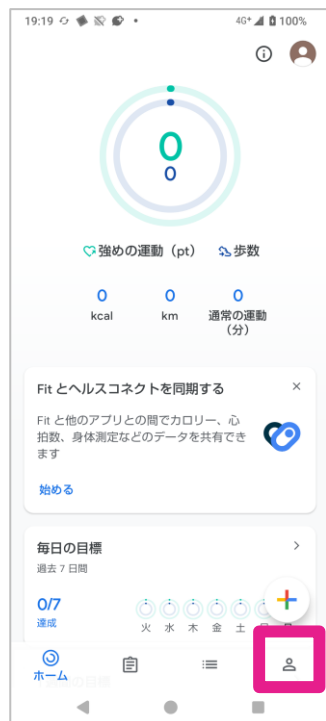 19:19
4G+ 100%
0
0
強めの運動（pt） 歩数
0 0 0
kcal km 通常の運動
（分）
Fit とヘルスコネクトを同期する ×
Fit と他のアプリとの間でカロリー、心
拍数、身体測定などのデータを共有でき
ます
始める
毎日の目標
過去 7 日間
0/7
達成
火 水 木 金 土
ホーム